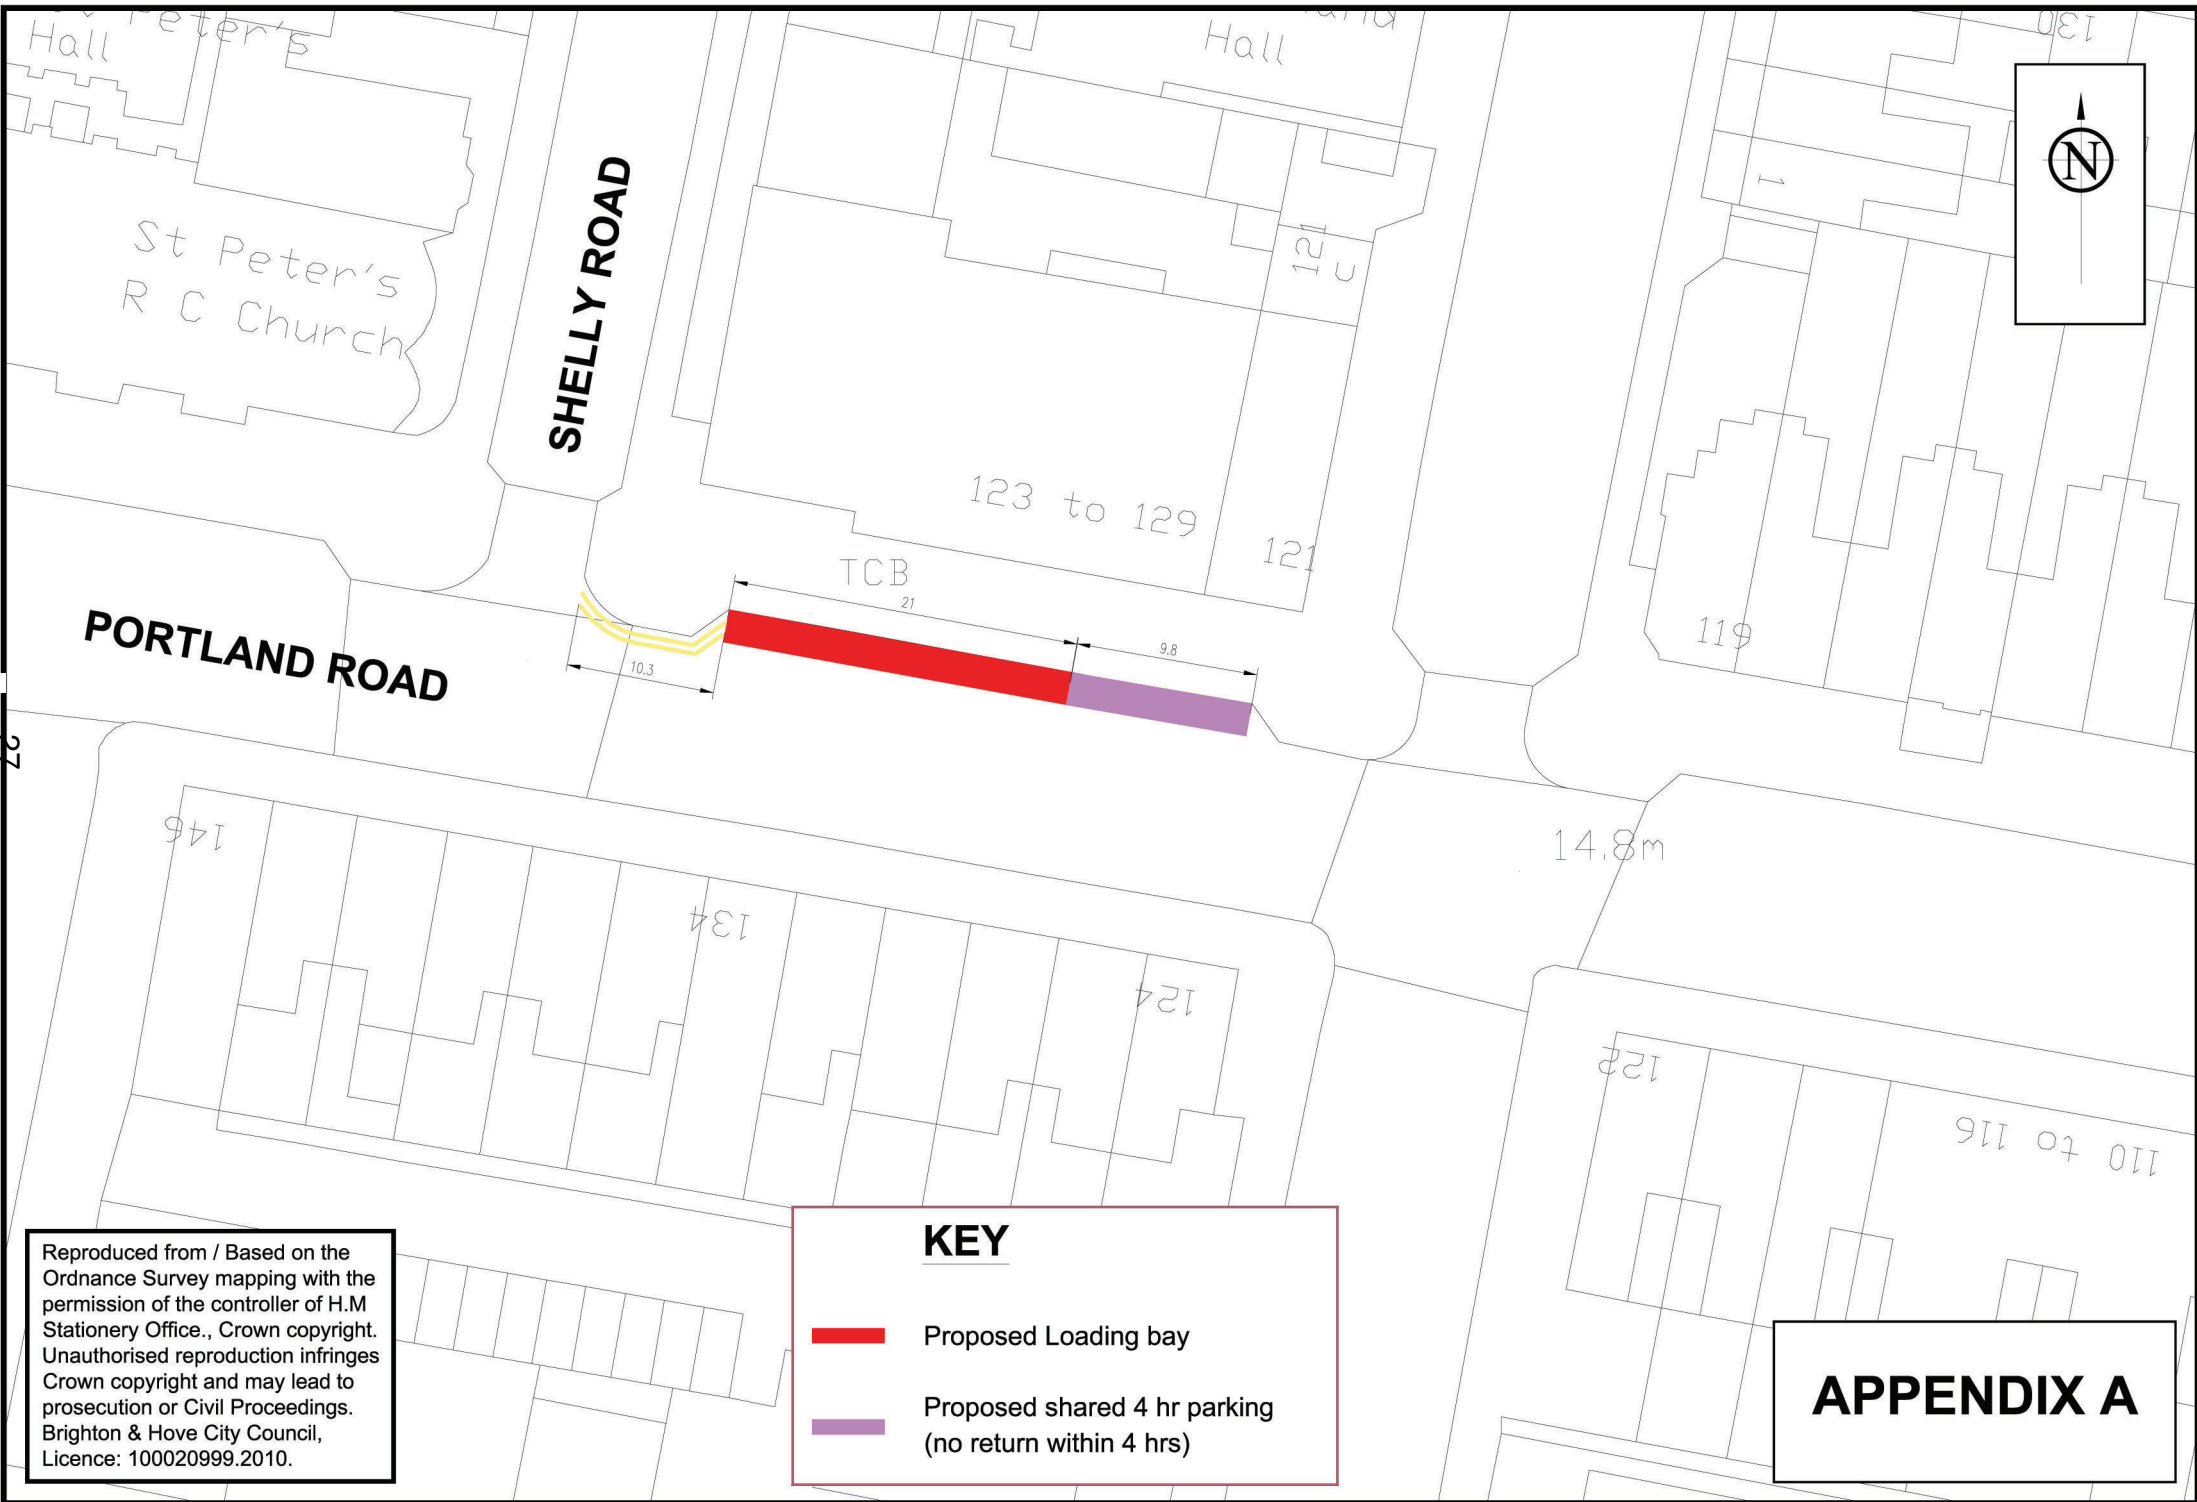 Peter's
Hall
Hall
130
N
1
St Peter's
R C Church
SHELLY ROAD
121
123 to 129
121
TCB
21
9.8
10.3
119
PORTLAND ROAD
27
14.8m
146
134
124
122
110 to 116
KEY
Proposed Loading bay
Proposed shared 4 hr parking
(no return within 4 hrs)
Reproduced from / Based on the
Ordnance Survey mapping with the
permission of the controller of H.M
Stationery Office., Crown copyright.
Unauthorised reproduction infringes
Crown copyright and may lead to
prosecution or Civil Proceedings.
Brighton & Hove City Council,
Licence: 100020999.2010.
APPENDIX A